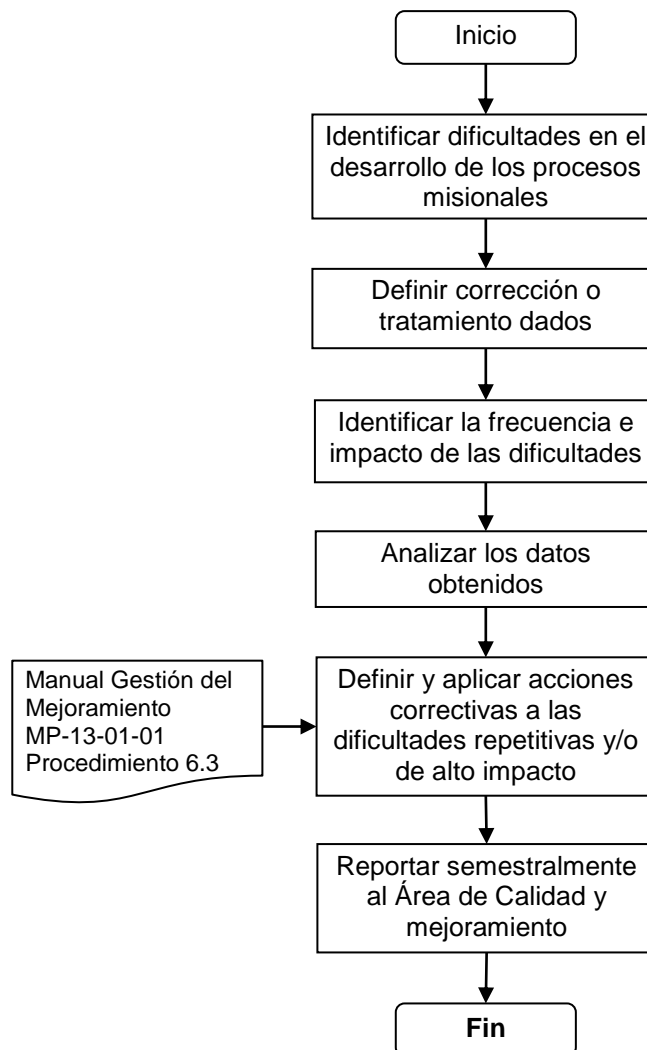 Inicio
Identificar dificultades en el
desarrollo de los procesos
misionales
Definir corrección o
tratamiento dados
Identificar la frecuencia e
impacto de las dificultades
Analizar los datos
obtenidos
Manual Gestión del
Mejoramiento
MP-13-01-01
Procedimiento 6.3
Definir y aplicar acciones
correctivas a las
dificultades repetitivas y/o
de alto impacto
Reportar semestralmente
al Área de Calidad y
mejoramiento
Fin